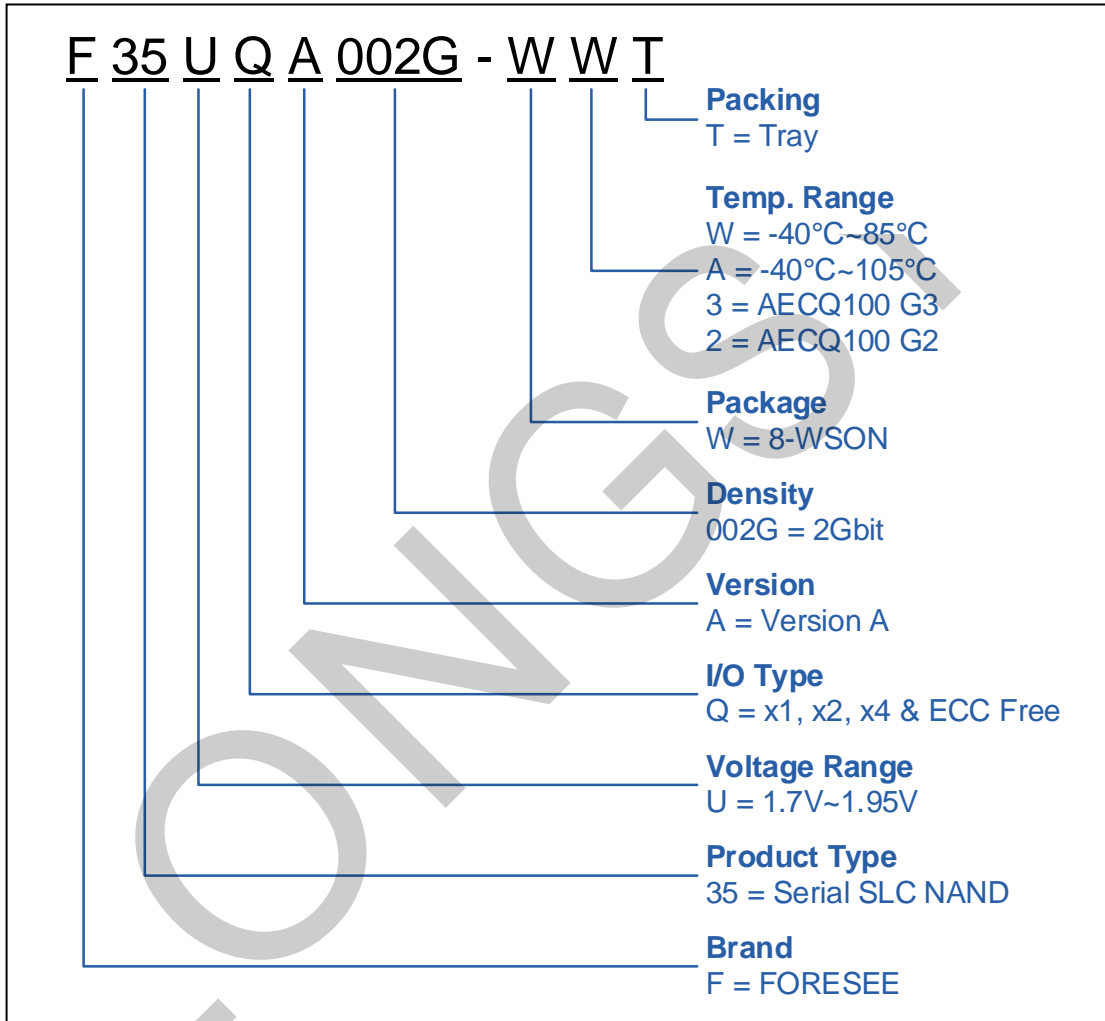 F 35 U Q A 002G - W W T
Packing
T = Tray
Temp. Range
W = -40°C~85°C
A = -40°C~105°C
3 = AECQ100 G3
2 = AECQ100 G2
Package
W = 8-WSON
Density
002G = 2Gbit
Version
A = Version A
I/O Type
Q = x1, x2, x4 & ECC Free
Voltage Range
U = 1.7V~1.95V
Product Type
35 = Serial SLC NAND
Brand
F = FORESEE
ONGS